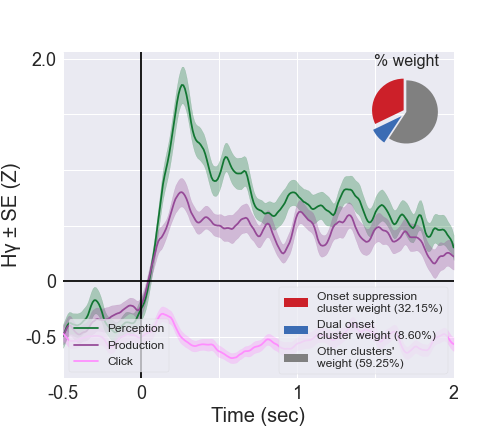 % weight
2.0
0
-0.5
Hγ ± SE (Z)
Perception
Production
Click
Onset suppression
cluster weight (32.15%)
Dual onset
cluster weight (8.60%)
Other clusters'
weight (59.25%)
-0.5
0
1
2
Time (sec)